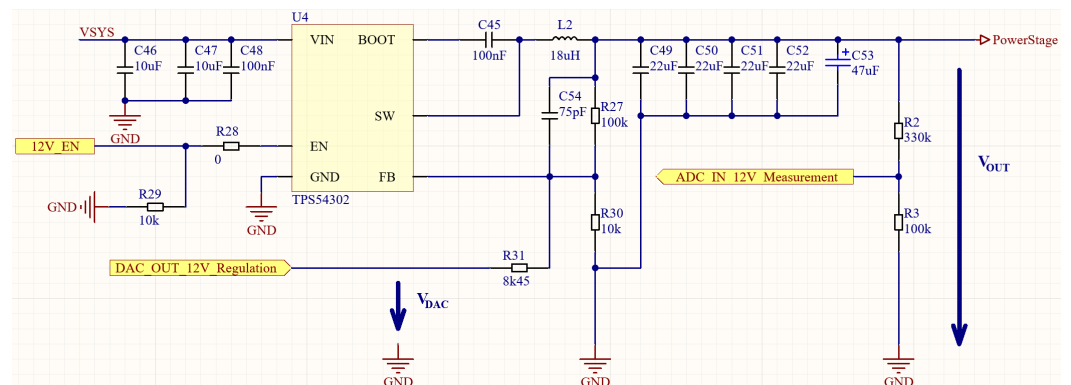 U4
VSYS
VIN
BOOT
SW
EN
GND
FB
TPS54302
C46
10uF
C47
10uF
C48
100nF
GND
C45
100nF
L2
18uH
C49
22uF
C50
22uF
C51
22uF
C52
22uF
+
C53
47uF
PowerStage
C54
75pF
R27
100k
R2
330k
12V_EN
R28
0
R29
10k
GND
GND
ADC_IN_12V_Measurement
VOUT
R30
10k
R3
100k
DAC_OUT_12V_Regulation
R31
8k45
VDAC
GND
GND
GND